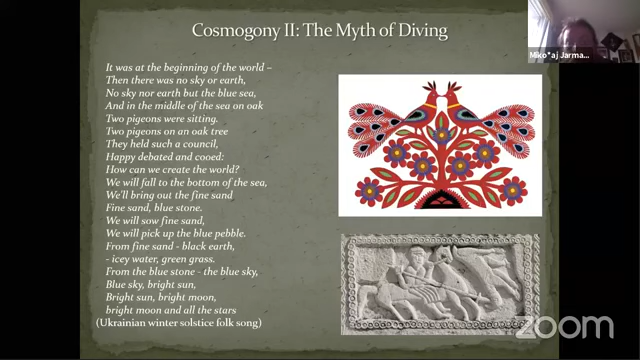 Cosmogony II: The Myth of Diving
It was at the beginning of the world –
Then there was no sky or earth,
No sky nor earth but the blue sea,
And in the middle of the sea on oak
Two pigeons were sitting.
Two pigeons on an oak tree
They held such a council,
Happy debated and cooed:
How can we create the world?
We will fall to the bottom of the sea,
We'll bring out the fine sand
Fine sand, blue stone.
We will sow fine sand,
We will pick up the blue pebble.
From fine sand - black earth,
- icey water, green grass.
From the blue stone - the blue sky,
Blue sky, bright sun,
Bright sun, bright moon,
bright moon and all the stars
(Ukrainian winter solstice folk song)
Miko*aj Jarma...
zoom